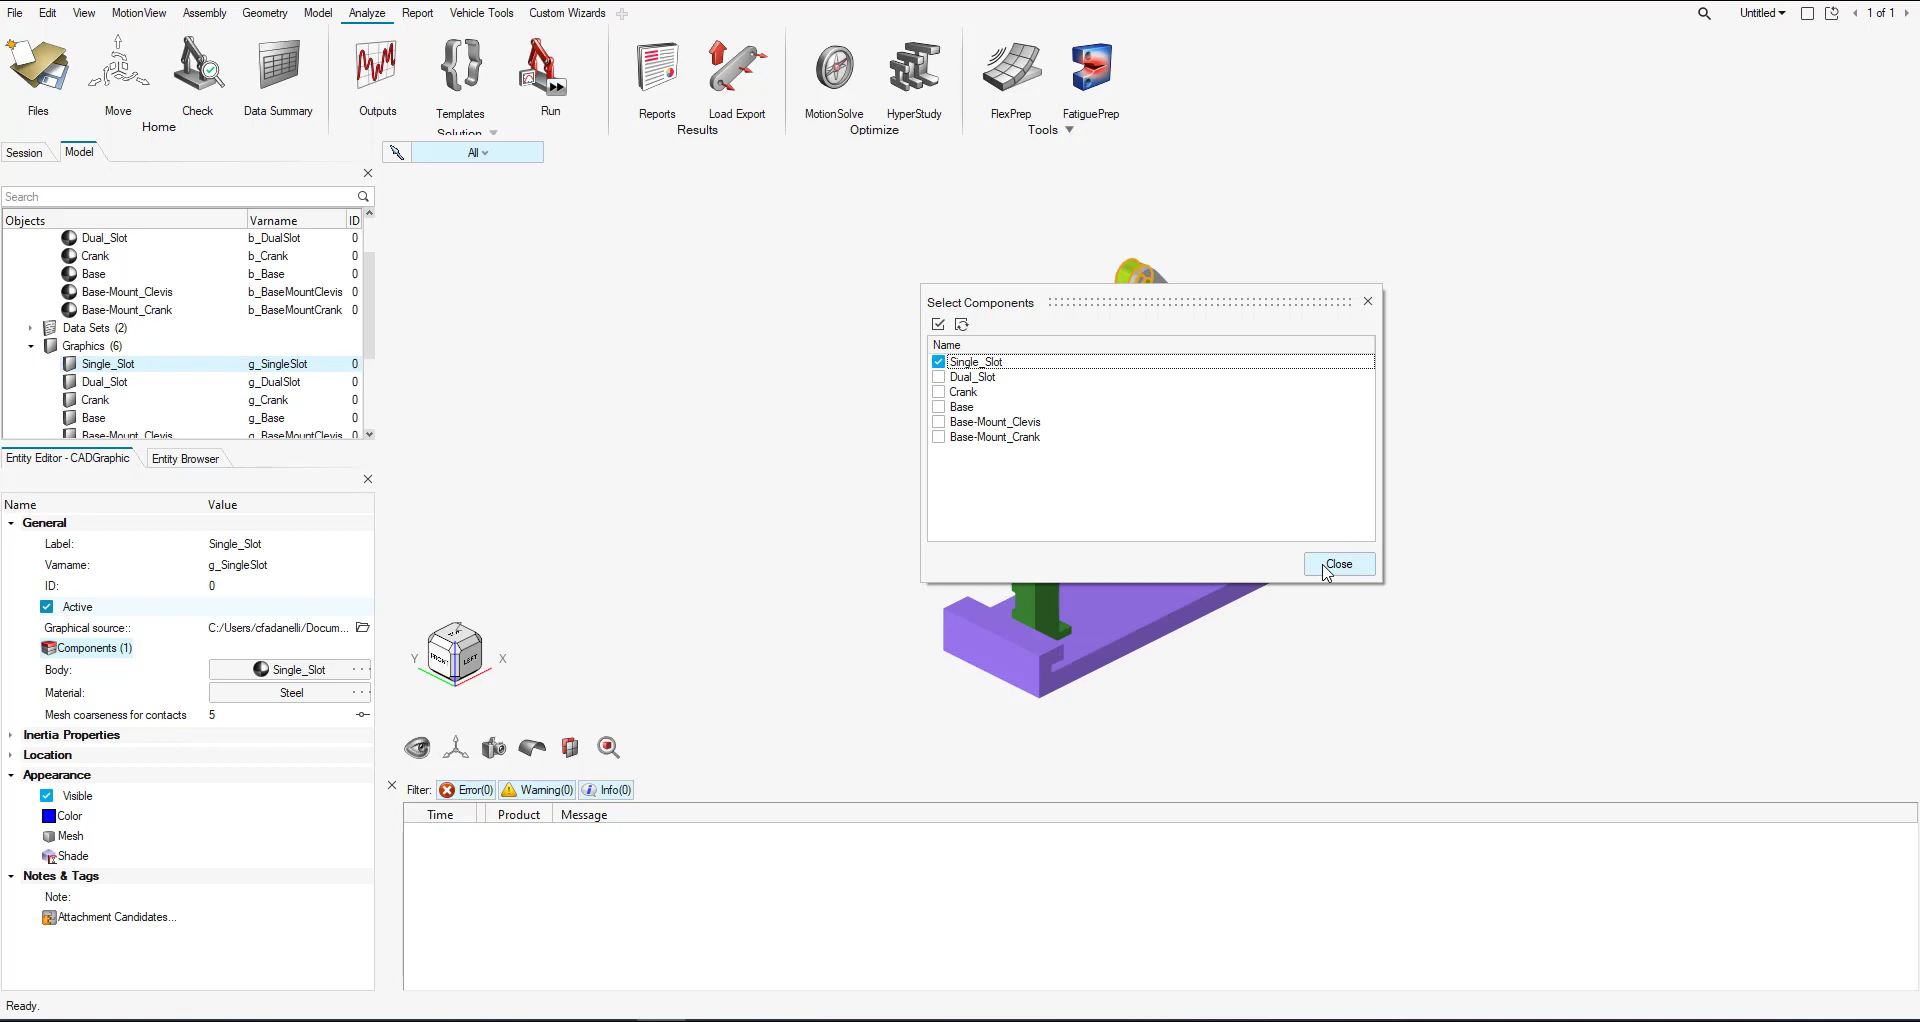 File Edit View MotionView Assembly Geometry Model Analyze Report Vehicle Tools Custom Wizards Untitled 1 of 1
Files Move Check Data Summary Outputs Templates Run Reports Load Export MotionSolve HyperStudy FlexPrep FatiguePrep
Home Solution Results Optimize Tools
Session Model
All
Search
Objects Varname ID
Dual_Slot b_DualSlot 0
Crank b_Crank 0
Base b_Base 0
Base-Mount_Clevis b_BaseMountClevis 0
Base-Mount_Crank b_BaseMountCrank 0
Data Sets (2)
Graphics (6)
Single_Slot g_SingleSlot 0
Dual_Slot g_DualSlot 0
Crank g_Crank 0
Base g_Base 0
Base-Mount_Clevis g_BaseMountClevis 0
Entity Editor - CADGraphic Entity Browser
Name Value
General
Label: Single_Slot
Varname: g_SingleSlot
ID: 0
Active
Graphical source:: C:/Users/cfadanelli/Docum...
Components (1)
Body: Single_Slot
Material: Steel
Mesh coarseness for contacts 5
Inertia Properties
Location
Appearance
Visible
Color
Mesh
Shade
Notes & Tags
Note:
Attachment Candidates...
Ready.
Select Components
Name
Single_Slot
Dual_Slot
Crank
Base
Base-Mount_Clevis
Base-Mount_Crank
Close
Y FRONT LEFT X
Filter: Error(0) Warning(0) Info(0)
Time Product Message